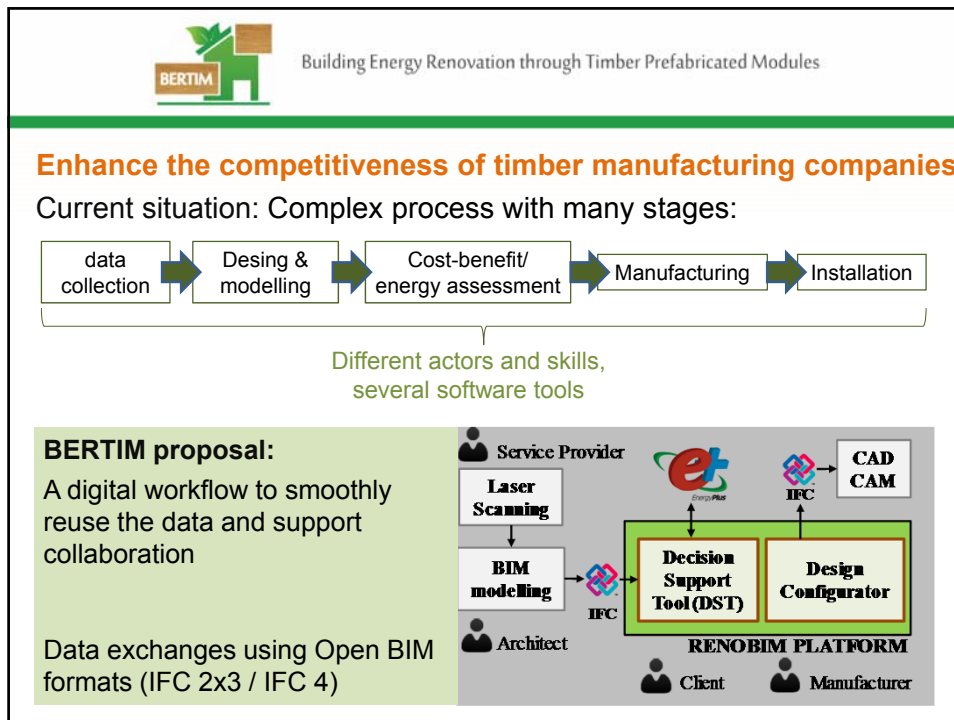 BERTIM
Building Energy Renovation through Timber Prefabricated Modules
Enhance the competitiveness of timber manufacturing companies
Current situation: Complex process with many stages:
data
collection
Desing &
modelling
Cost-benefit/
energy assessment
Manufacturing
Installation
Different actors and skills,
several software tools
BERTIM proposal:
A digital workflow to smoothly
reuse the data and support
collaboration
Data exchanges using Open BIM
formats (IFC 2x3 / IFC 4)
Service Provider
Laser
Scanning
BIM
modelling
Architect
IFC
e+
EnergyPlus
Decision
Support
Tool (DST)
Design
Configurator
IFC
CAD
CAM
RENOBIM PLATFORM
Client
Manufacturer